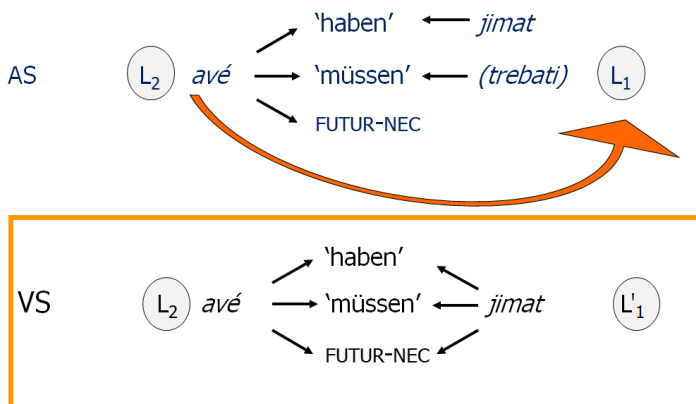 ‘haben’ jimat
AS L₂ avé ‘müssen’ (trebati) L₁
FUTUR-NEC
‘haben’
VS L₂ avé ‘müssen’ jimat L'₁
FUTUR-NEC